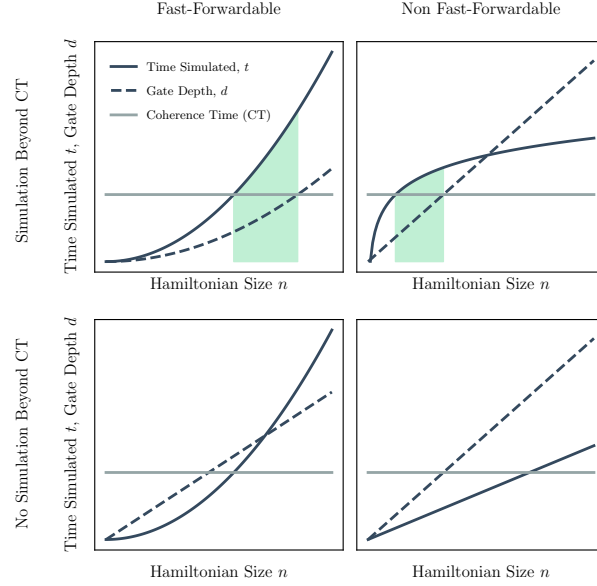 Fast-Forwardable
Non Fast-Forwardable
Simulation Beyond CT
Time Simulated t, Gate Depth d
Time Simulated, t
Gate Depth, d
Coherence Time (CT)
Hamiltonian Size n
Hamiltonian Size n
No Simulation Beyond CT
Time Simulated t, Gate Depth d
Hamiltonian Size n
Hamiltonian Size n